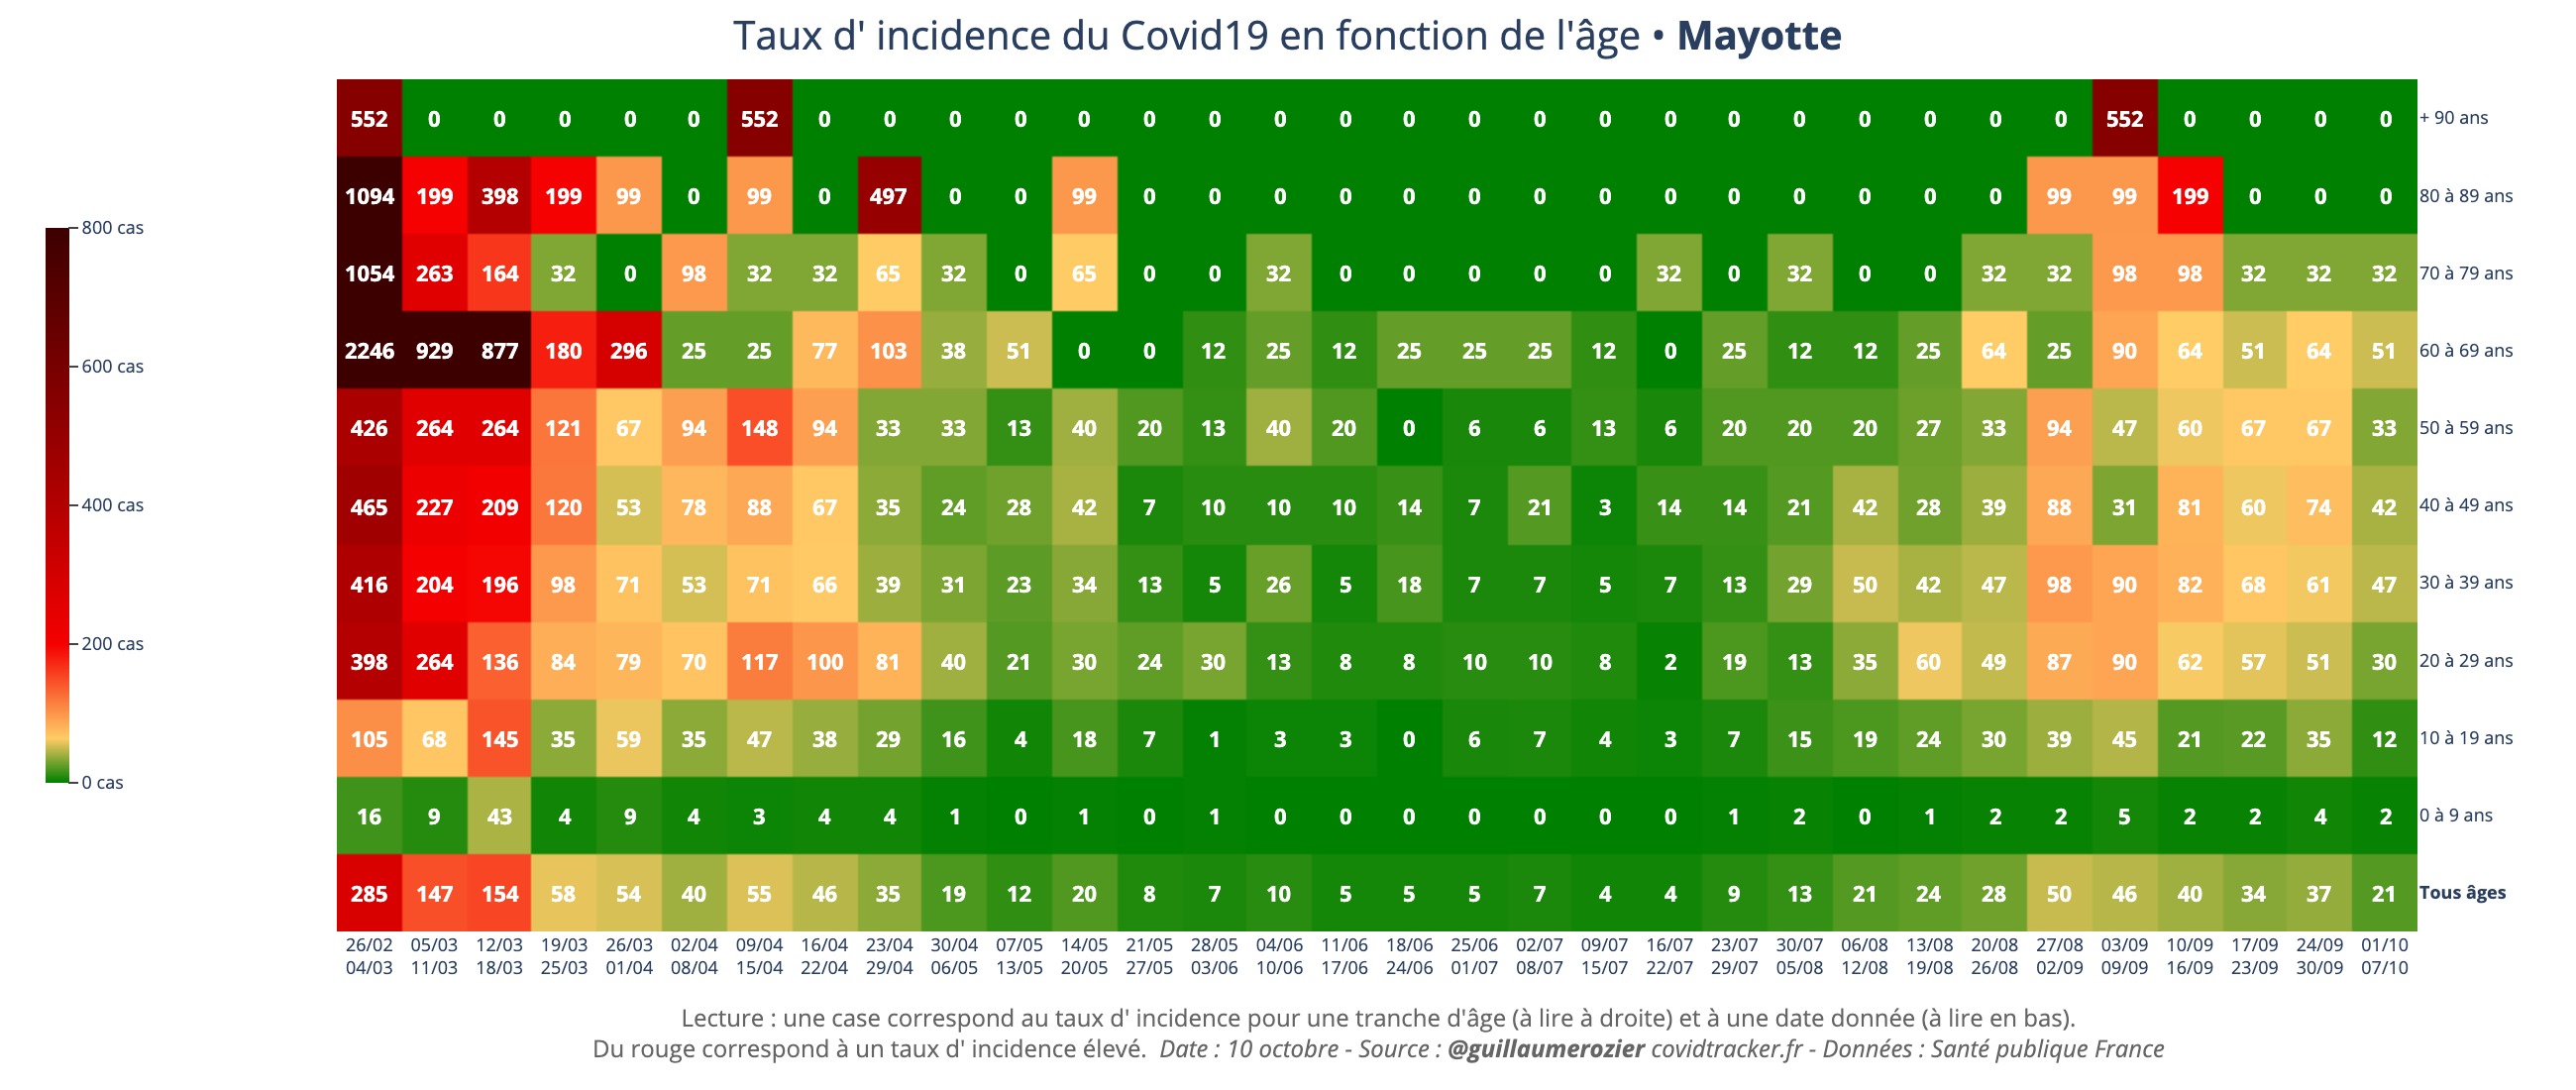 Taux d' incidence du Covid19 en fonction de l'âge • Mayotte
800 cas
600 cas
400 cas
200 cas
0 cas
552 0 0 0 0 0 552 0 0 0 0 0 0 0 0 0 0 0 0 0 0 0 0 0 0 0 0 552 0 0 0 0 + 90 ans
1094 199 398 199 99 0 99 0 497 0 0 99 0 0 0 0 0 0 0 0 0 0 0 0 0 0 99 99 199 0 0 0 80 à 89 ans
1054 263 164 32 0 98 32 32 65 32 0 65 0 0 32 0 0 0 0 0 32 0 32 0 0 32 32 98 98 32 32 32 70 à 79 ans
2246 929 877 180 296 25 25 77 103 38 51 0 0 12 25 12 25 25 25 12 0 25 12 12 25 64 25 90 64 51 64 51 60 à 69 ans
426 264 264 121 67 94 148 94 33 33 13 40 20 13 40 20 0 6 6 13 6 20 20 20 27 33 94 47 60 67 67 33 50 à 59 ans
465 227 209 120 53 78 88 67 35 24 28 42 7 10 10 10 14 7 21 3 14 14 21 42 28 39 88 31 81 60 74 42 40 à 49 ans
416 204 196 98 71 53 71 66 39 31 23 34 13 5 26 5 18 7 7 5 7 13 29 50 42 47 98 90 82 68 61 47 30 à 39 ans
398 264 136 84 79 70 117 100 81 40 21 30 24 30 13 8 8 10 10 8 2 19 13 35 60 49 87 90 62 57 51 30 20 à 29 ans
105 68 145 35 59 35 47 38 29 16 4 18 7 1 3 3 0 6 7 4 3 7 15 19 24 30 39 45 21 22 35 12 10 à 19 ans
16 9 43 4 9 4 3 4 4 1 0 1 0 1 0 0 0 0 0 0 0 1 2 0 1 2 2 5 2 2 4 2 0 à 9 ans
285 147 154 58 54 40 55 46 35 19 12 20 8 7 10 5 5 5 7 4 4 9 13 21 24 28 50 46 40 34 37 21 Tous âges
26/02 05/03 12/03 19/03 26/03 02/04 09/04 16/04 23/04 30/04 07/05 14/05 21/05 28/05 04/06 11/06 18/06 25/06 02/07 09/07 16/07 23/07 30/07 06/08 13/08 20/08 27/08 03/09 10/09 17/09 24/09 01/10
04/03 11/03 18/03 25/03 01/04 08/04 15/04 22/04 29/04 06/05 13/05 20/05 27/05 03/06 10/06 17/06 24/06 01/07 08/07 15/07 22/07 29/07 05/08 12/08 19/08 26/08 02/09 09/09 16/09 23/09 30/09 07/10
Lecture : une case correspond au taux d' incidence pour une tranche d'âge (à lire à droite) et à une date donnée (à lire en bas).
Du rouge correspond à un taux d' incidence élevé. Date : 10 octobre - Source : @guillaumerozier covidtracker.fr - Données : Santé publique France